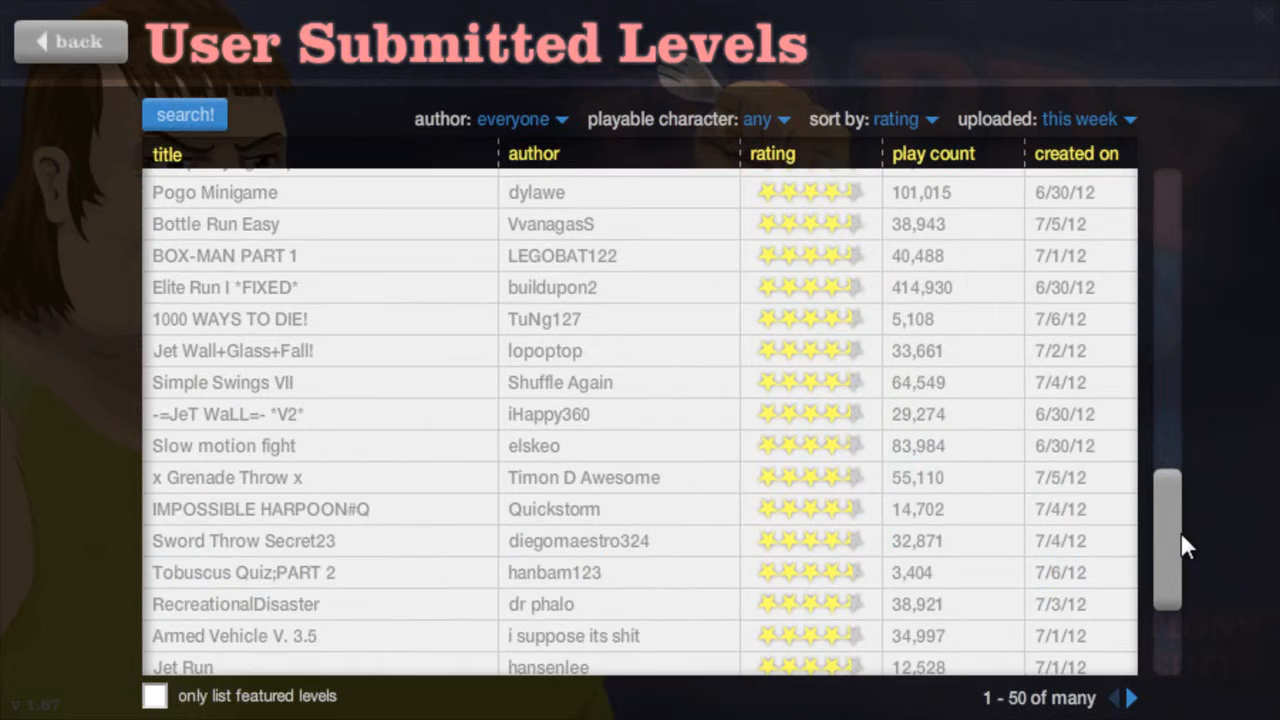 back
User Submitted Levels
search!
author: everyone playable character: any sort by: rating uploaded: this week
title author rating play count created on
Pogo Minigame dylawe 101,015 6/30/12
Bottle Run Easy VvanagasS 38,943 7/5/12
BOX-MAN PART 1 LEGOBAT122 40,488 7/1/12
Elite Run I *FIXED* buildupon2 414,930 6/30/12
1000 WAYS TO DIE! TuNg127 5,108 7/6/12
Jet Wall+Glass+Fall! lopoptop 33,661 7/2/12
Simple Swings VII Shuffle Again 64,549 7/4/12
-=JeT WaLL=- *V2* iHappy360 29,274 6/30/12
Slow motion fight elskeo 83,984 6/30/12
x Grenade Throw x Timon D Awesome 55,110 7/5/12
IMPOSSIBLE HARPOON#Q Quickstorm 14,702 7/4/12
Sword Throw Secret23 diegomaestro324 32,871 7/4/12
Tobuscus Quiz;PART 2 hanbam123 3,404 7/6/12
RecreationalDisaster dr phalo 38,921 7/3/12
Armed Vehicle V. 3.5 i suppose its shit 34,997 7/1/12
Jet Run hansenlee 12,528 7/1/12
only list featured levels
1 - 50 of many
v 1.67